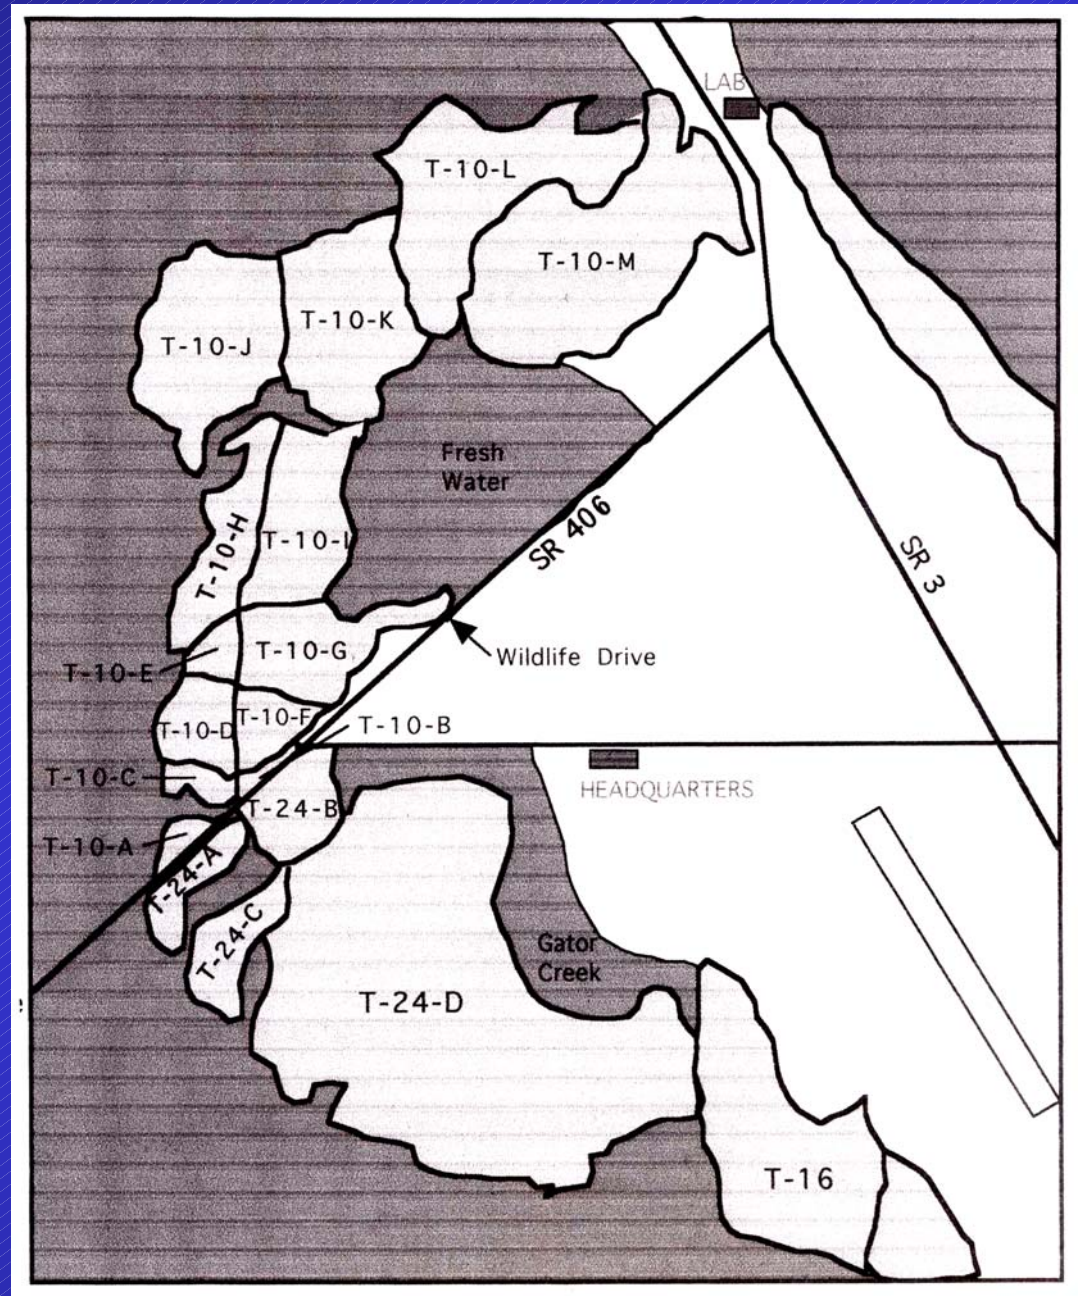 LAB
T-10-L
T-10-M
T-10-K
T-10-J
Fresh
Water
T-10-H
T-10-I
SR 406
SR 3
T-10-E
T-10-G
Wildlife Drive
T-10-D
T-10-F
T-10-B
T-10-C
HEADQUARTERS
T-24-B
T-10-A
T-24-A
T-24-C
Gator
Creek
T-24-D
T-16